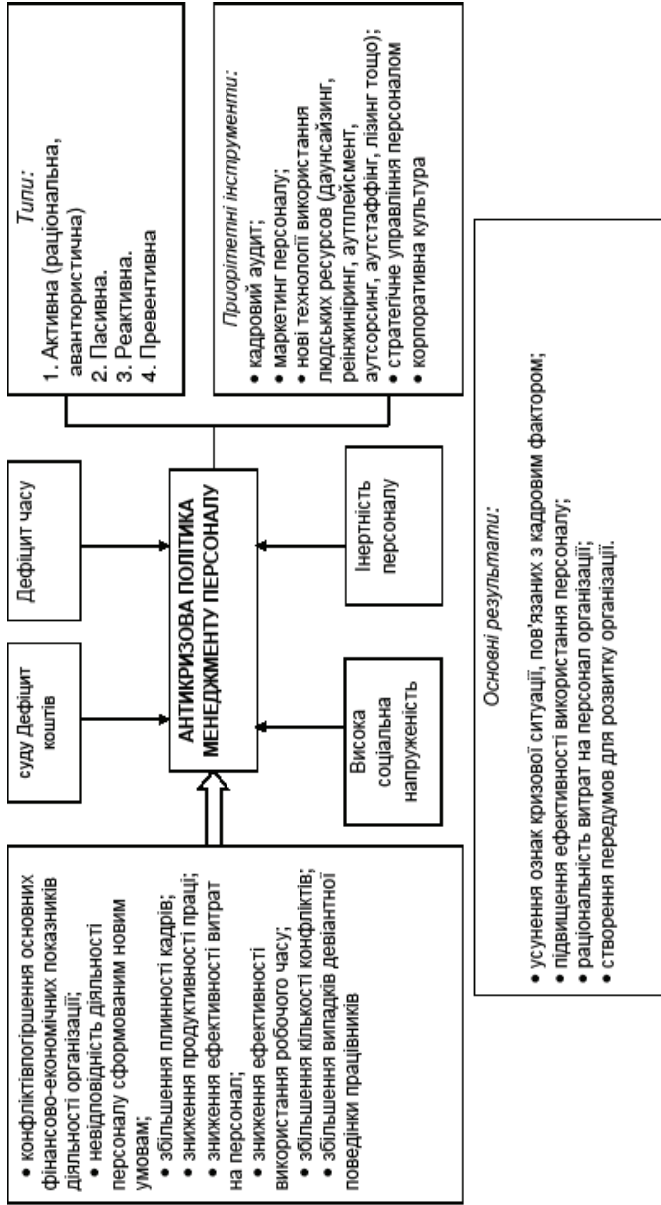 • конфліктівпогіршення основних
фінансово-економічних показників
діяльності організації;
• невідповідність діяльності
персоналу сформованим новим
умовам;
• збільшення плинності кадрів;
• зниження продуктивності праці;
• зниження ефективності витрат
на персонал;
• зниження ефективності
використання робочого часу;
• збільшення кількості конфліктів;
• збільшення випадків девіантної
поведінки працівників
суду Дефіцит
коштів
Дефіцит часу
АНТИКРИЗОВА ПОЛІТИКА
МЕНЕДЖМЕНТУ ПЕРСОНАЛУ
Висока
соціальна
напруженість
Інертність
персоналу
Типи:
1. Активна (раціональна,
авантюристична)
2. Пасивна.
3. Реактивна.
4. Превентивна
Приорітетні інструменти:
• кадровий аудит;
• маркетинг персоналу;
• нові технології використання
людських ресурсов (даунсайзинг,
реінжиніринг, аутплейсмент,
аутсорсинг, аутстаффінг, лізинг тощо);
• стратегічне управління персоналом
• корпоративна культура
Основні результати:
• усунення ознак кризової ситуації, пов'язаних з кадровим фактором;
• підвищення ефективності використання персоналу;
• раціональність витрат на персонал організації;
• створення передумов для розвитку організації.